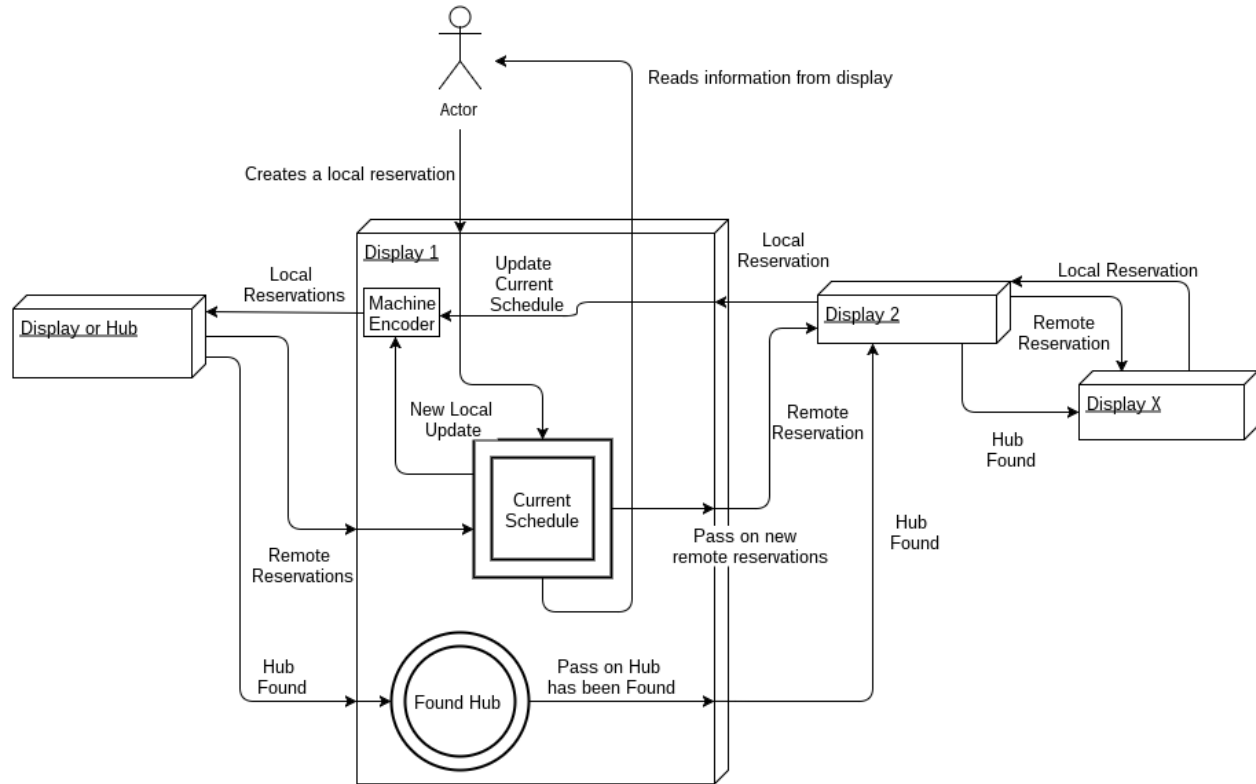 Reads information from display
Actor
Creates a local reservation
Display 1
Update
Current
Schedule
Local
Reservation
Local
Reservations
Machine
Encoder
Display or Hub
Display 2
Local Reservation
Remote
Reservation
Display X
New Local
Update
Remote
Reservation
Hub
Found
Current
Schedule
Pass on new
remote reservations
Hub
Found
Remote
Reservations
Hub
Found
Found Hub
Pass on Hub
has been Found